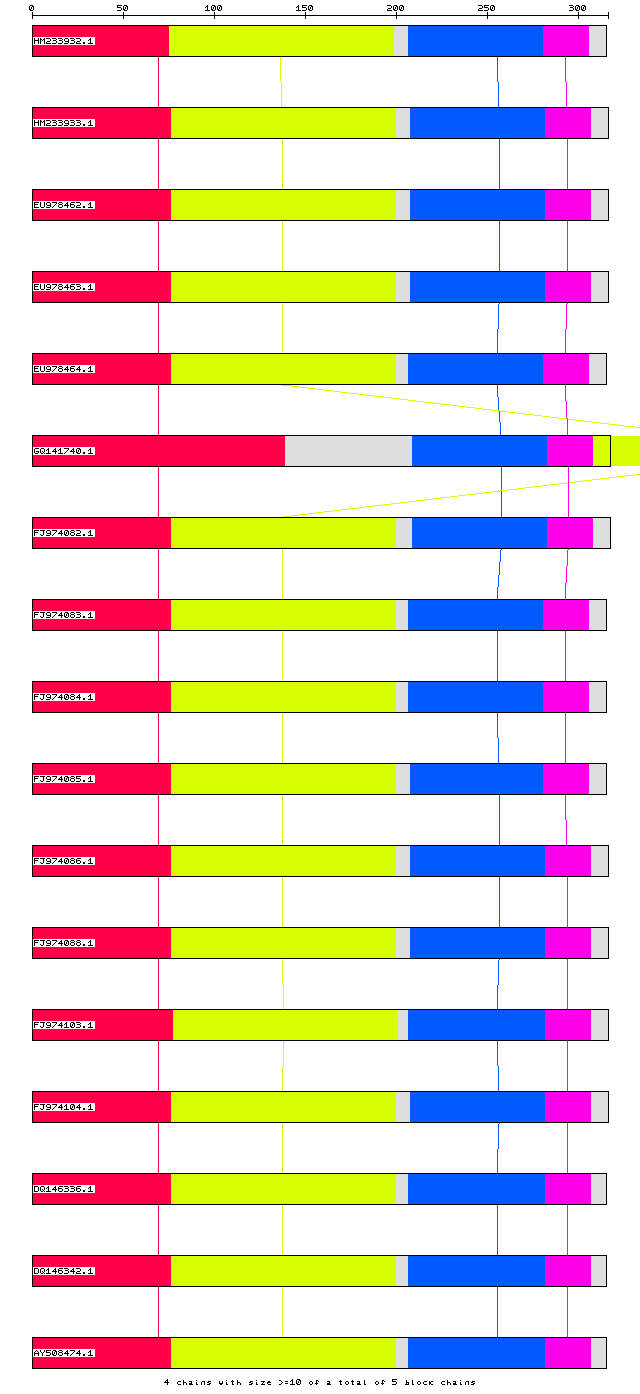 0 50 100 150 200 250 300
HM233932.1
HM233933.1
EU978462.1
EU978463.1
EU978464.1
GQ141740.1
FJ974082.1
FJ974083.1
FJ974084.1
FJ974085.1
FJ974086.1
FJ974088.1
FJ974103.1
FJ974104.1
DQ146336.1
DQ146342.1
AY508474.1
4 chains with size >=10 of a total of 5 block chains